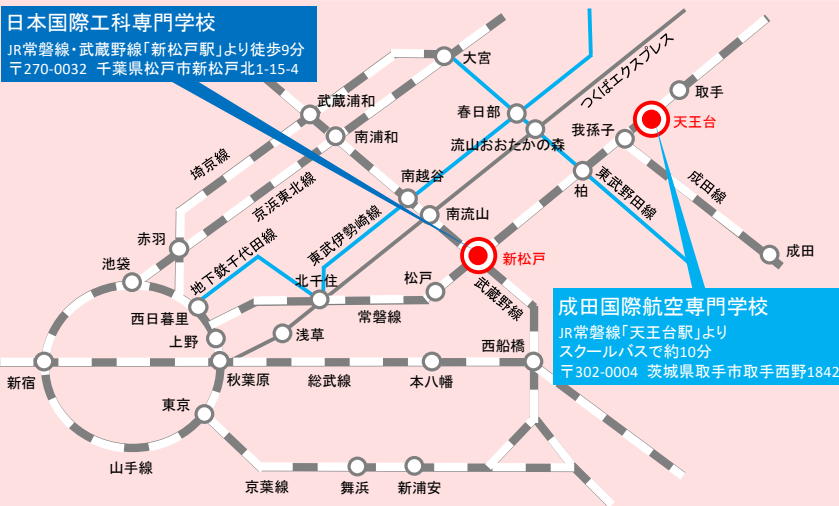 日本国際工科専門学校
JR常磐線・武蔵野線「新松戸駅」より徒歩9分
〒270-0032 千葉県松戸市新松戸北1-15-4
大宮
つくばエクスプレス
取手
武蔵浦和
春日部
天王台
我孫子
南浦和
流山おおたかの森
埼京線
南越谷
柏
東武野田線
成田線
京浜東北線
南流山
赤羽
地下鉄千代田線
東武伊勢崎線
新松戸
成田
池袋
北千住
松戸
武蔵野線
西日暮里
常磐線
上野
浅草
西船橋
成田国際航空専門学校
JR常磐線「天王台駅」より
スクールバスで約10分
〒302-0004 茨城県取手市取手西野1842
新宿
秋葉原
総武線
本八幡
東京
山手線
京葉線
舞浜
新浦安